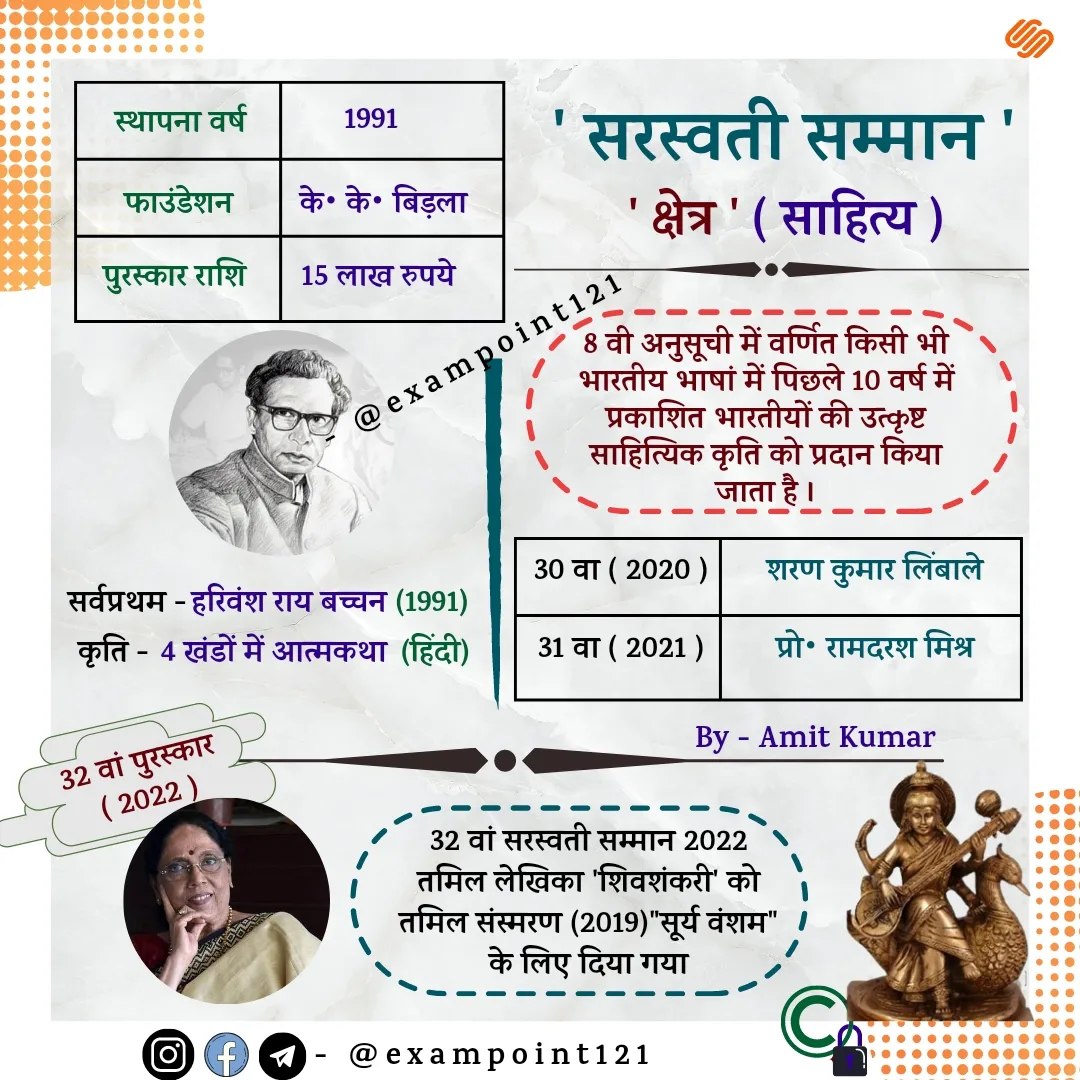 स्थापना वर्ष 1991
फाउंडेशन के• के• बिड़ला
पुरस्कार राशि 15 लाख रुपये
' सरस्वती सम्मान '
' क्षेत्र ' ( साहित्य )
- @exampoint121
8 वी अनुसूची में वर्णित किसी भी
भारतीय भाषां में पिछले 10 वर्ष में
प्रकाशित भारतीयों की उत्कृष्ट
साहित्यिक कृति को प्रदान किया
जाता है ।
सर्वप्रथम - हरिवंश राय बच्चन (1991)
कृति - 4 खंडों में आत्मकथा (हिंदी)
30 वा ( 2020 ) शरण कुमार लिंबाले
31 वा ( 2021 ) प्रो• रामदरश मिश्र
By - Amit Kumar
32 वां पुरस्कार
( 2022 )
32 वां सरस्वती सम्मान 2022
तमिल लेखिका 'शिवशंकरी' को
तमिल संस्मरण (2019)"सूर्य वंशम"
के लिए दिया गया
- @exampoint121